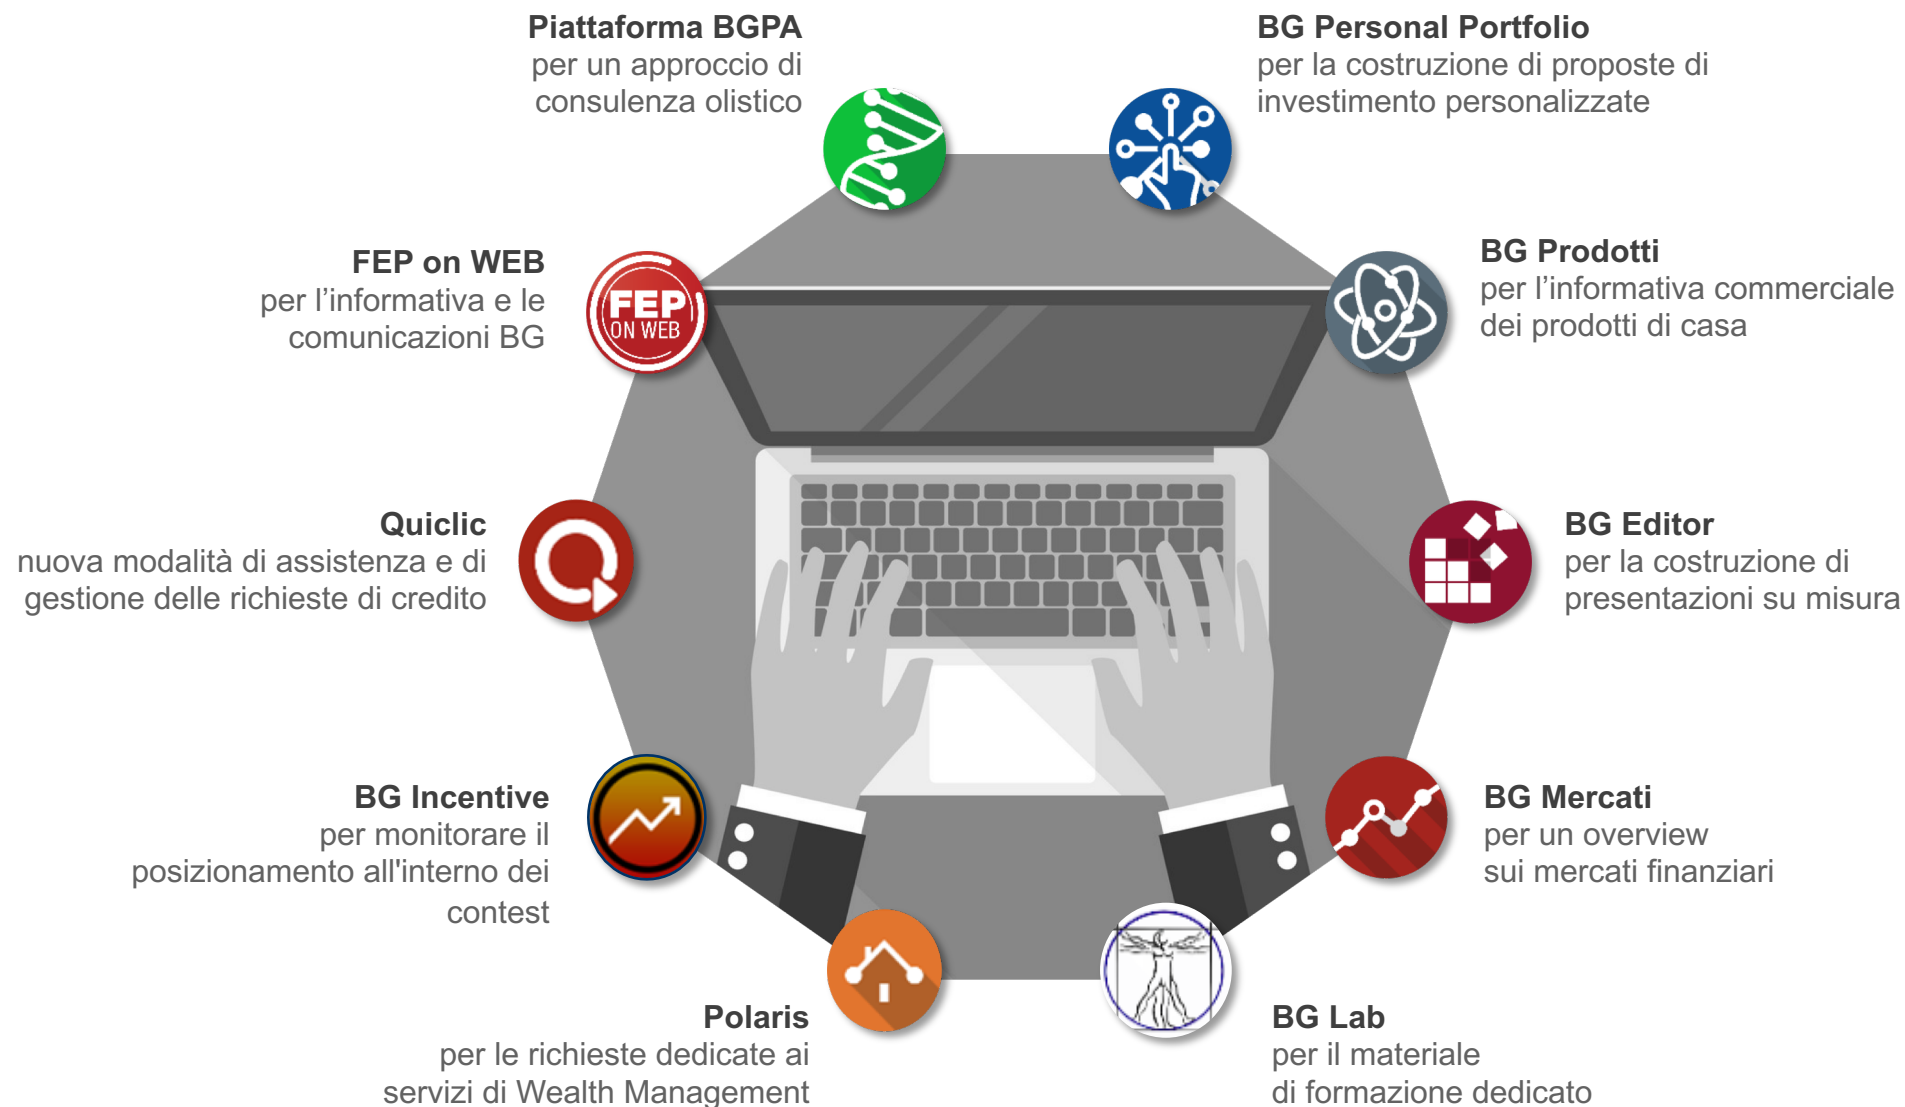 Piattaforma BGPA
per un approccio di
consulenza olistico
BG Personal Portfolio
per la costruzione di proposte di
investimento personalizzate
FEP on WEB
per l’informativa e le
comunicazioni BG
FEP
ON WEB
BG Prodotti
per l’informativa commerciale
dei prodotti di casa
Quiclic
nuova modalità di assistenza e di
gestione delle richieste di credito
BG Editor
per la costruzione di
presentazioni su misura
BG Incentive
per monitorare il
posizionamento all'interno dei
contest
BG Mercati
per un overview
sui mercati finanziari
Polaris
per le richieste dedicate ai
servizi di Wealth Management
BG Lab
per il materiale
di formazione dedicato